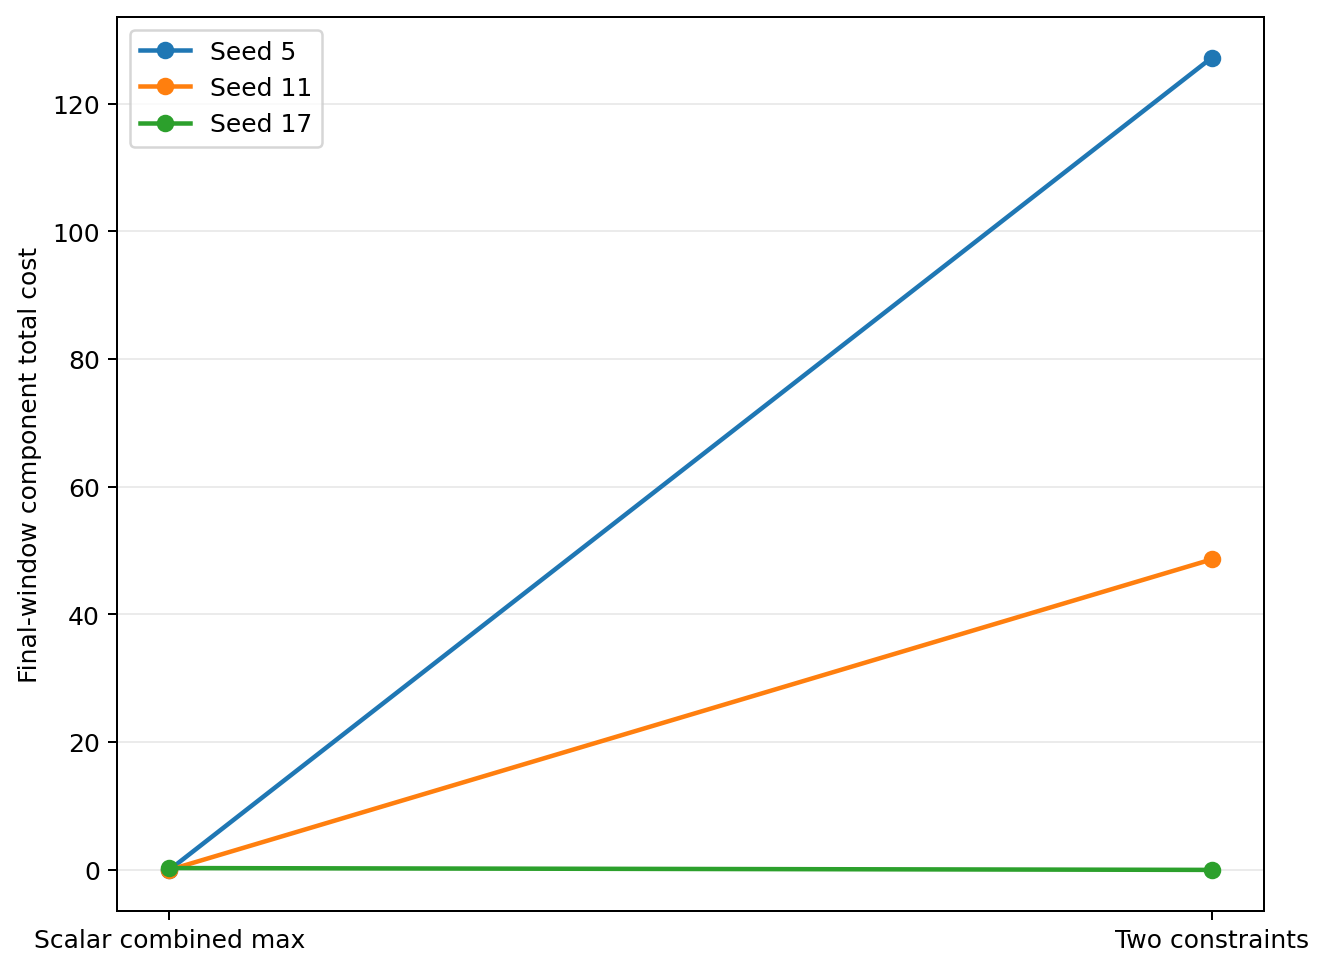 Seed 5
Seed 11
Seed 17
Final-window component total cost
120
100
80
60
40
20
0
Scalar combined max
Two constraints